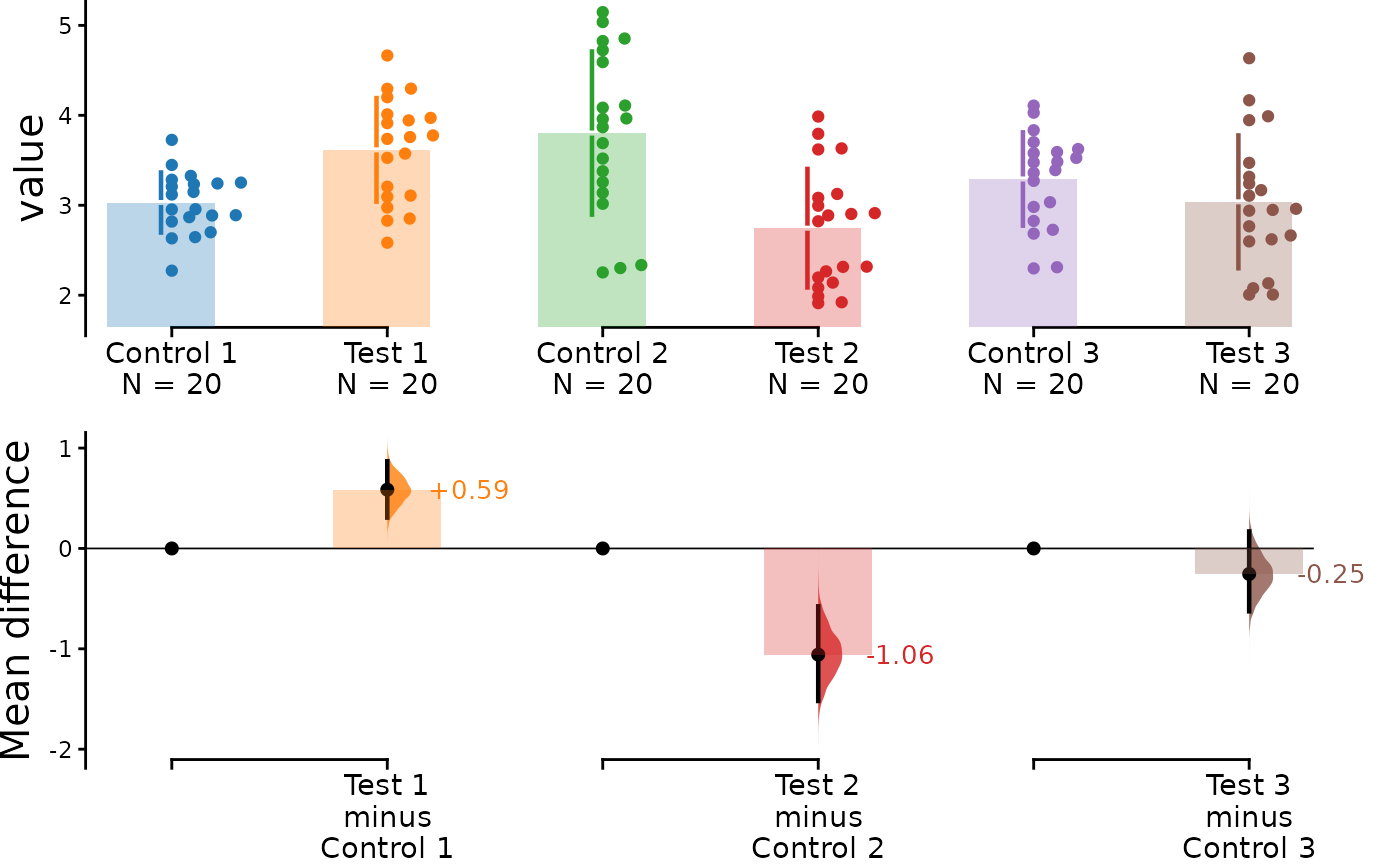 value
5
4
3
2
Control 1
N = 20
Test 1
N = 20
Control 2
N = 20
Test 2
N = 20
Control 3
N = 20
Test 3
N = 20
Mean difference
1
0
-1
-2
+0.59
-1.06
-0.25
Test 1
minus
Control 1
Test 2
minus
Control 2
Test 3
minus
Control 3